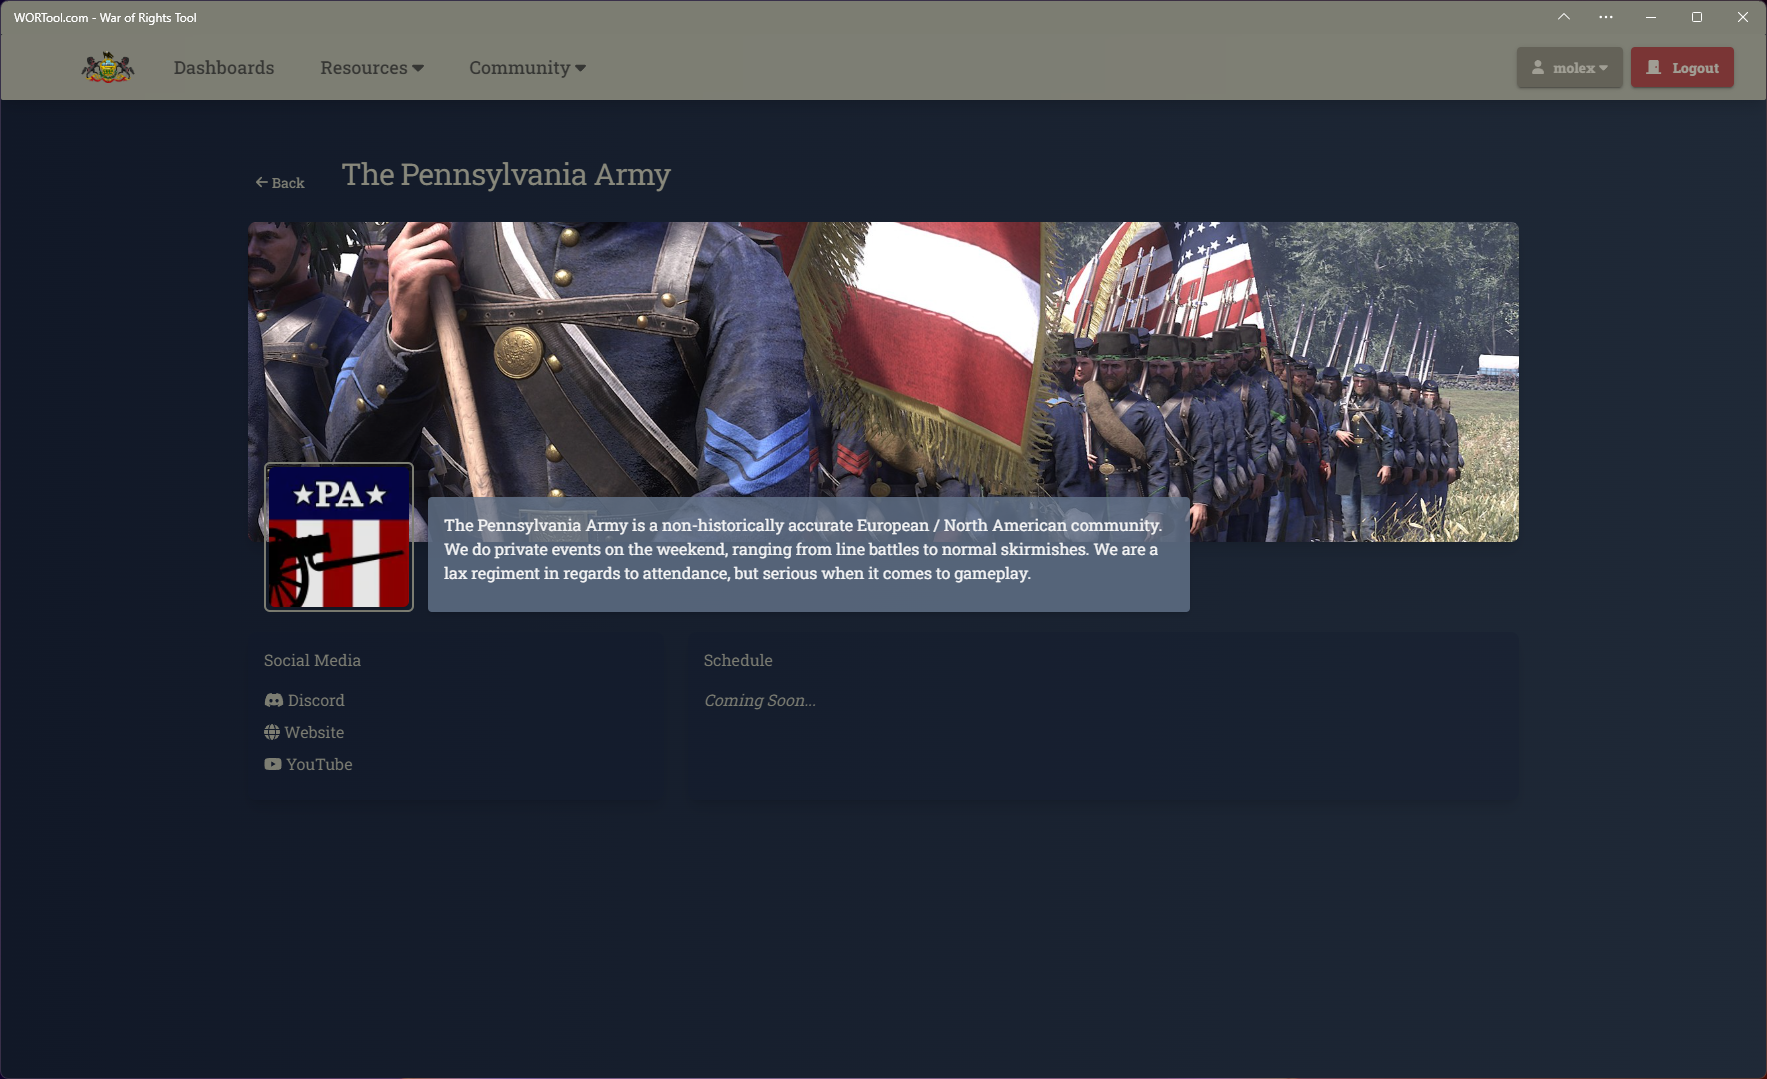 WORTool.com - War of Rights Tool
Dashboards
Resources
Community
molex
Logout
Back
The Pennsylvania Army
PA
The Pennsylvania Army is a non-historically accurate European / North American community.
We do private events on the weekend, ranging from line battles to normal skirmishes. We are a
lax regiment in regards to attendance, but serious when it comes to gameplay.
Social Media
Discord
Website
YouTube
Schedule
Coming Soon...